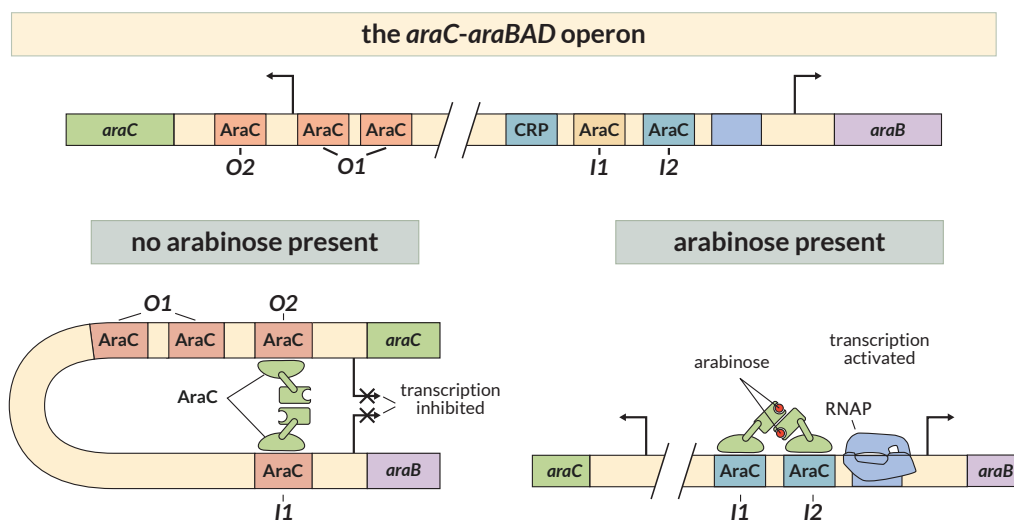 the araC-araBAD operon
araC AraC AraC AraC CRP AraC AraC araB
O2 O1 I1 I2
no arabinose present
arabinose present
O1 O2
AraC AraC AraC araC
AraC
transcription
inhibited
AraC araB
I1
transcription
activated
arabinose
RNAP
araC AraC AraC araB
I1 I2